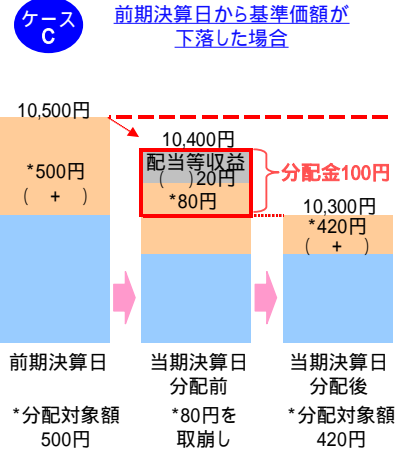 ケース
C
前期決算日から基準価額が
下落した場合
10,500円
*500円
( + )
10,400円
配当等収益
( )20円
*80円
分配金100円
10,300円
*420円
( + )
前期決算日
当期決算日
分配前
当期決算日
分配後
*分配対象額
500円
*80円を
取崩し
*分配対象額
420円